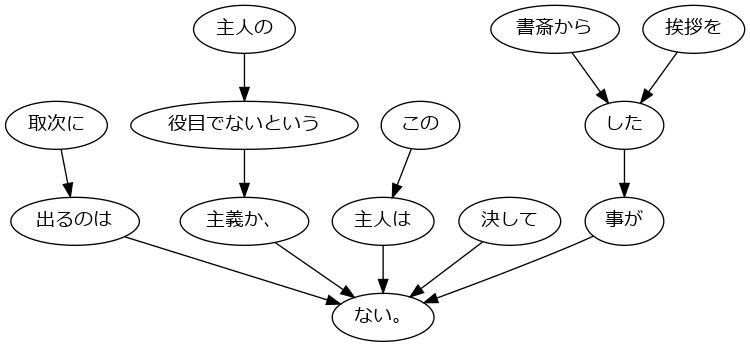 主人の
書斎から
挨拶を
取次に
役目でないという
この
した
出るのは
主義か、
主人は
決して
事が
ない。